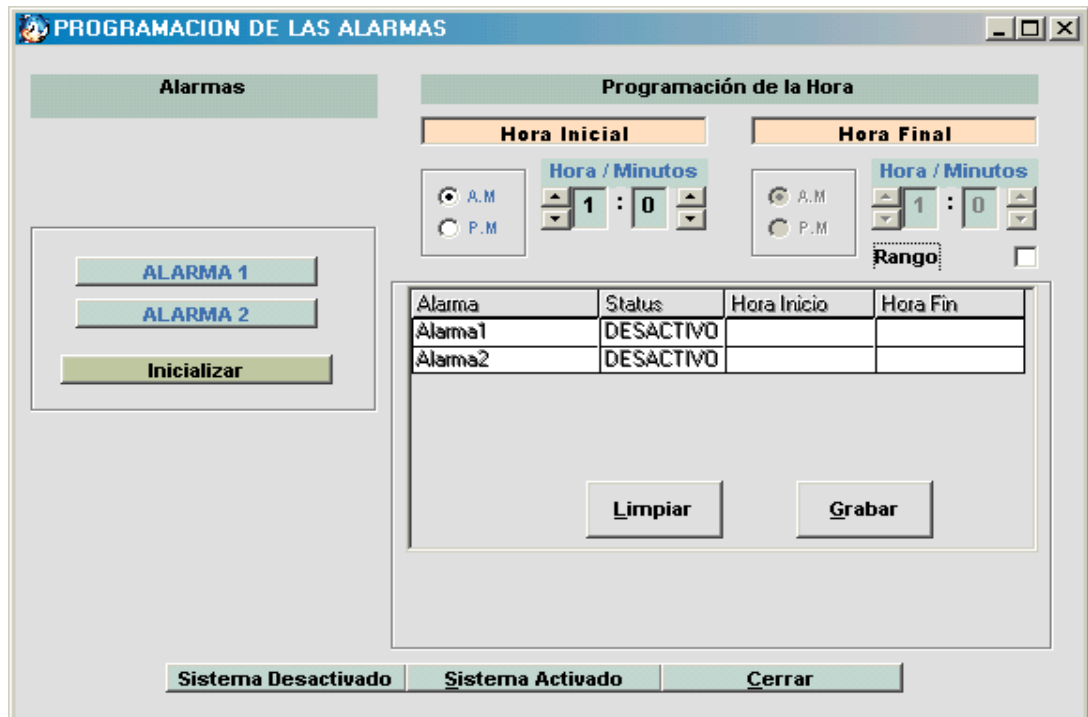 PROGRAMACION DE LAS ALARMAS
Alarmas
Programación de la Hora
Hora Inicial
Hora Final
Hora / Minutos
Hora / Minutos
A.M
1 : 0
A.M
1 : 0
P.M
P.M
Rango
ALARMA 1
ALARMA 2
Inicializar
Alarma Status Hora Inicio Hora Fin
Alarma1 DESACTIVO
Alarma2 DESACTIVO
Limpiar Grabar
Sistema Desactivado Sistema Activado Cerrar